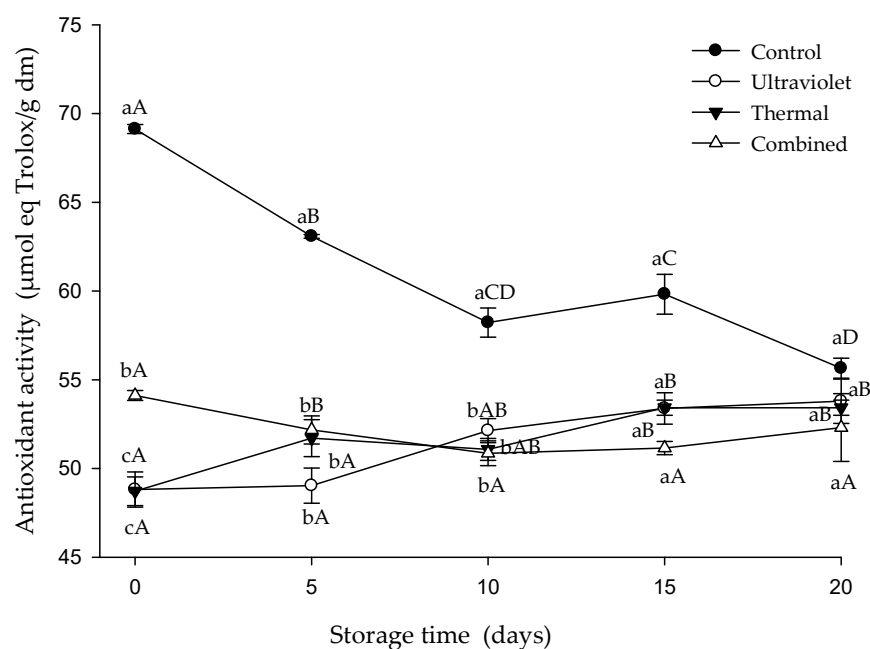 75
70
65
60
55
50
45
0
5
10
15
20
Antioxidant activity (µmol eq Trolox/g dm)
Storage time (days)
Control
Ultraviolet
Thermal
Combined
aA
aB
aCD
aC
aD
bA
bB
bAB
aB
aB
cA
bA
bAB
aB
aB
cA
bA
bA
aA
aA